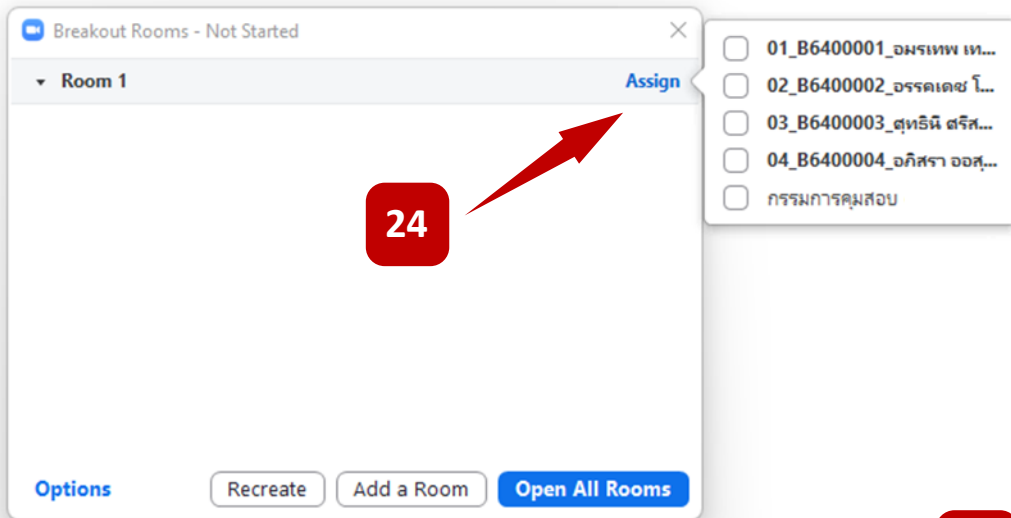 Breakout Rooms - Not Started
Room 1
Assign
01_B6400001_อมรเทพ เท...
02_B6400002_อรรคเดช โ...
03_B6400003_สุทธินี ศรีส...
04_B6400004_อภิสรา ออสุ...
กรรมการคุมสอบ
24
Options
Recreate
Add a Room
Open All Rooms